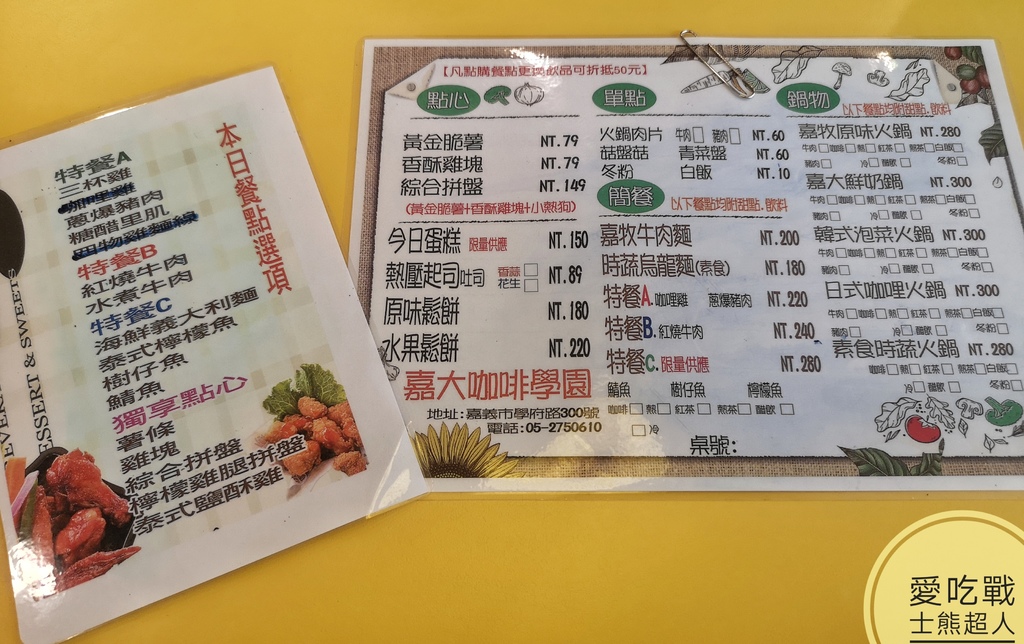 本日餐點選項
特餐A
三杯雞
咖哩雞
蔥爆豬肉
糖醋里肌
特餐B
紅燒牛肉
水煮牛肉
特餐C
海鮮義大利麵
泰式檸檬魚
樹仔魚
鯖魚
獨享點心
薯條
雞塊
綜合拼盤
檸檬雞腿拼盤
泰式鹽酥雞
DESSERT & SWEETS
【凡點購餐點更換飲品可折抵50元】
點心
黃金脆薯 NT.79
香酥雞塊 NT.79
綜合拼盤 NT.149
(黃金脆薯+香酥雞塊+小熱狗)
今日蛋糕 限量供應 NT.150
熱壓起司吐司 香蒜□ 花生□ NT.89
原味鬆餅 NT.180
水果鬆餅 NT.220
嘉大咖啡學園
地址:嘉義市學府路300號
電話:05-2750610
單點
火鍋肉片 牛肉□ 豬肉□ NT.60
菇盤菇 青菜盤 NT.60
冬粉 白飯 NT.10
簡餐 以下餐點均附甜點.飲料
嘉牧牛肉麵 NT.200
時蔬烏龍麵(素食) NT.180
特餐A.咖哩雞 蔥爆豬肉 NT.220
特餐B.紅燒牛肉 NT.240
特餐C.限量供應 NT.280
鯖魚 樹仔魚 檸檬魚
咖啡□ 熱□ 紅茶□ 煎茶□ 醋飲□
□冷
桌號:
鍋物 以下餐點均附甜點.飲料
嘉牧原味火鍋 NT.280
牛肉□ 咖啡□ 熱□ 紅茶□ 煎茶□ 白飯□
豬肉□ 冷□ 醋飲□ 冬粉□
嘉大鮮奶鍋 NT.300
牛肉□ 咖啡□ 熱□ 紅茶□ 煎茶□ 白飯□
豬肉□ 冷□ 醋飲□ 冬粉□
韓式泡菜火鍋 NT.300
牛肉□ 咖啡□ 熱□ 紅茶□ 煎茶□ 白飯□
豬肉□ 冷□ 醋飲□ 冬粉□
日式咖哩火鍋 NT.300
牛肉□ 咖啡□ 熱□ 紅茶□ 煎茶□ 白飯□
豬肉□ 冷□ 醋飲□ 冬粉□
素食時蔬火鍋 NT.280
咖啡□ 熱□ 紅茶□ 煎茶□ 白飯□
冷□ 醋飲□ 冬粉□
愛吃戰
士熊超人